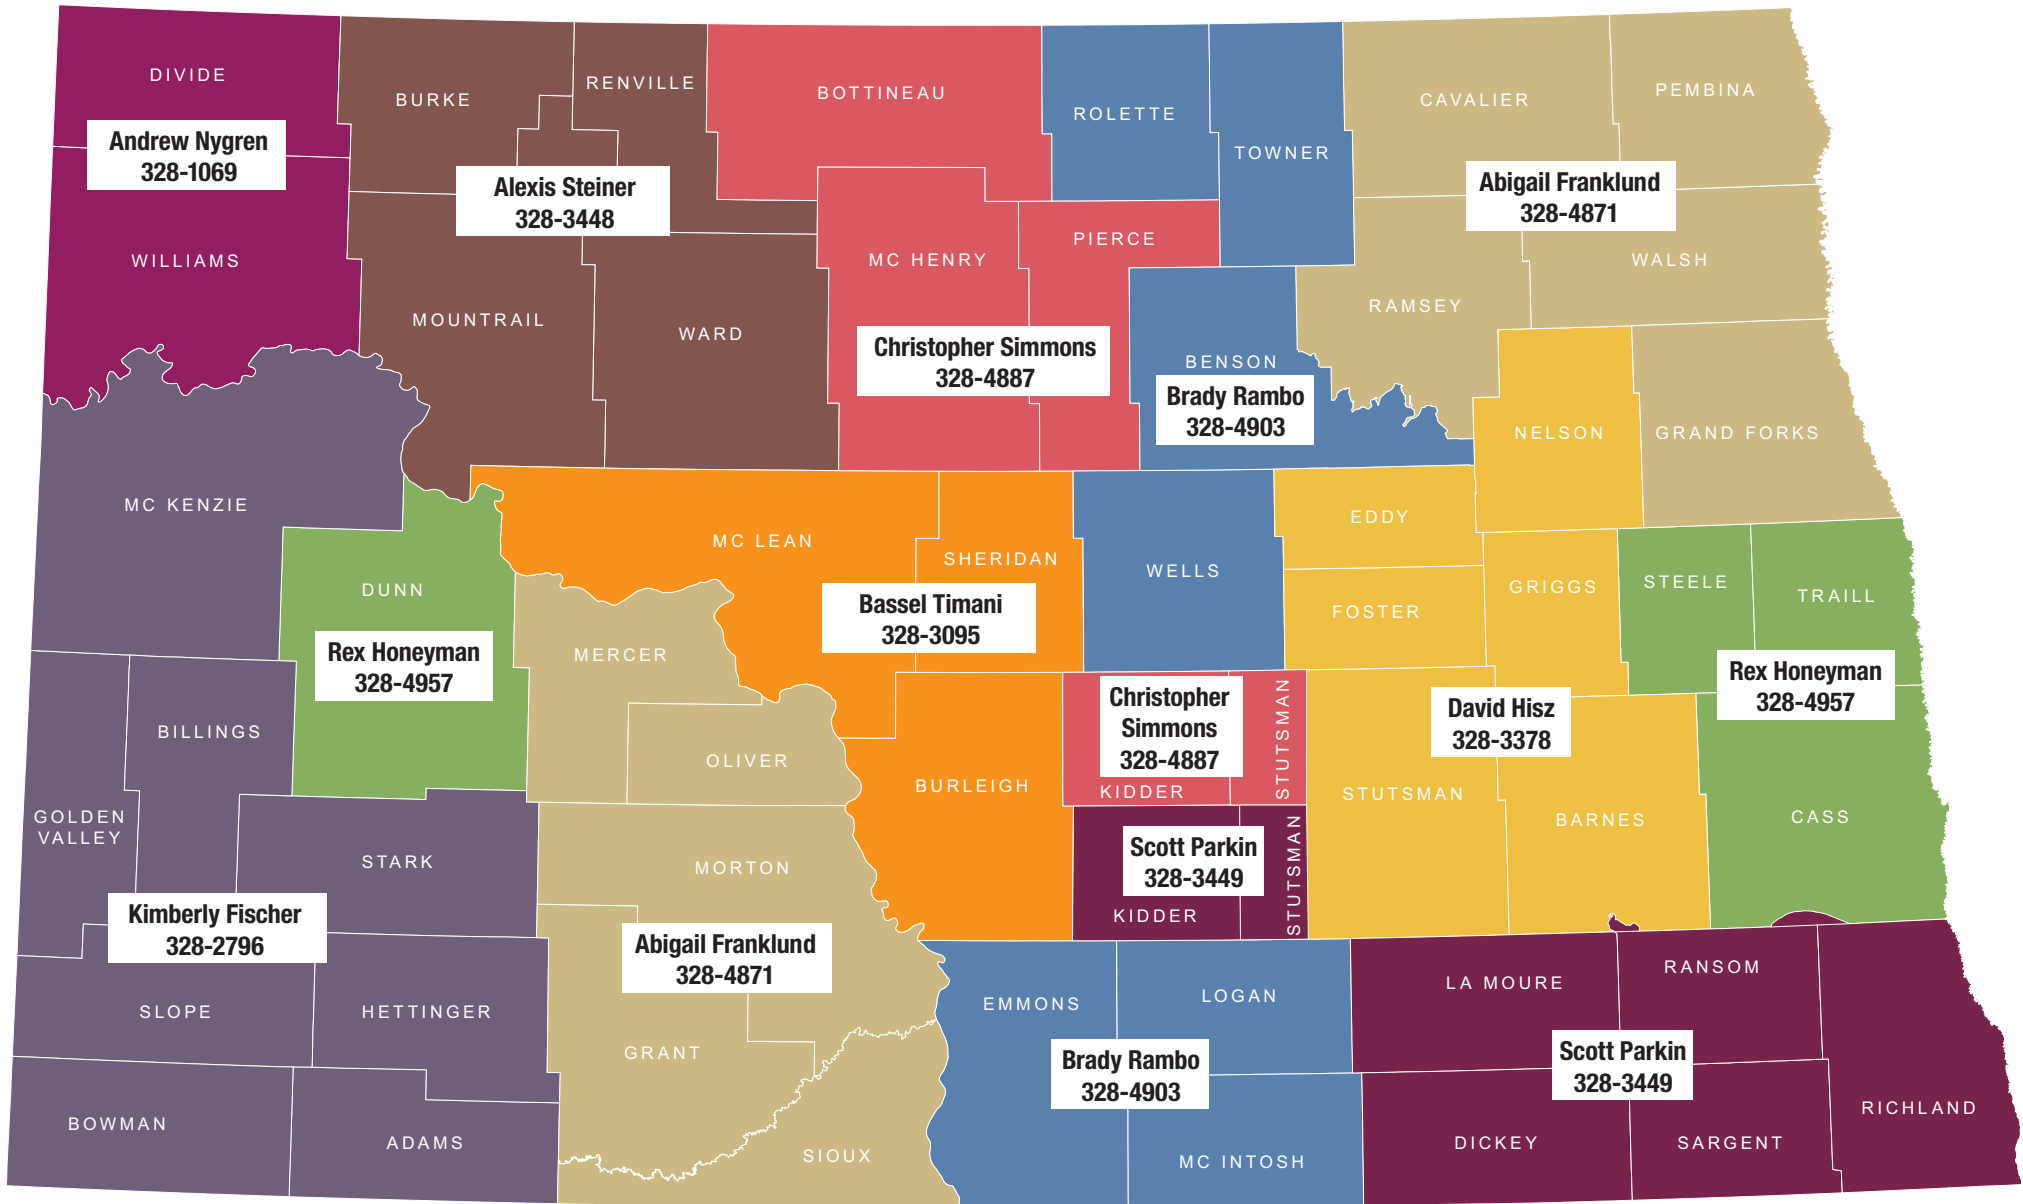 DIVIDE
BURKE
RENVILLE
BOTTINEAU
ROLETTE
TOWNER
CAVALIER
PEMBINA
Andrew Nygren
328-1069
Alexis Steiner
328-3448
Abigail Franklund
328-4871
WILLIAMS
MOUNTRAIL
WARD
MC HENRY
PIERCE
Christopher Simmons
328-4887
BENSON
Brady Rambo
328-4903
RAMSEY
WALSH
NELSON
GRAND FORKS
MC KENZIE
DUNN
Rex Honeyman
328-4957
MC LEAN
SHERIDAN
Bassel Timani
328-3095
WELLS
EDDY
FOSTER
GRIGGS
STEELE
TRAILL
Rex Honeyman
328-4957
MERCER
OLIVER
BILLINGS
GOLDEN
VALLEY
STARK
BURLEIGH
Christopher
Simmons
328-4887
KIDDER
STUTSMAN
David Hisz
328-3378
STUTSMAN
BARNES
CASS
MORTON
Scott Parkin
328-3449
KIDDER
STUTSMAN
Kimberly Fischer
328-2796
Abigail Franklund
328-4871
SLOPE
HETTINGER
GRANT
EMMONS
LOGAN
LA MOURE
RANSOM
Brady Rambo
328-4903
Scott Parkin
328-3449
RICHLAND
BOWMAN
ADAMS
SIOUX
MC INTOSH
DICKEY
SARGENT